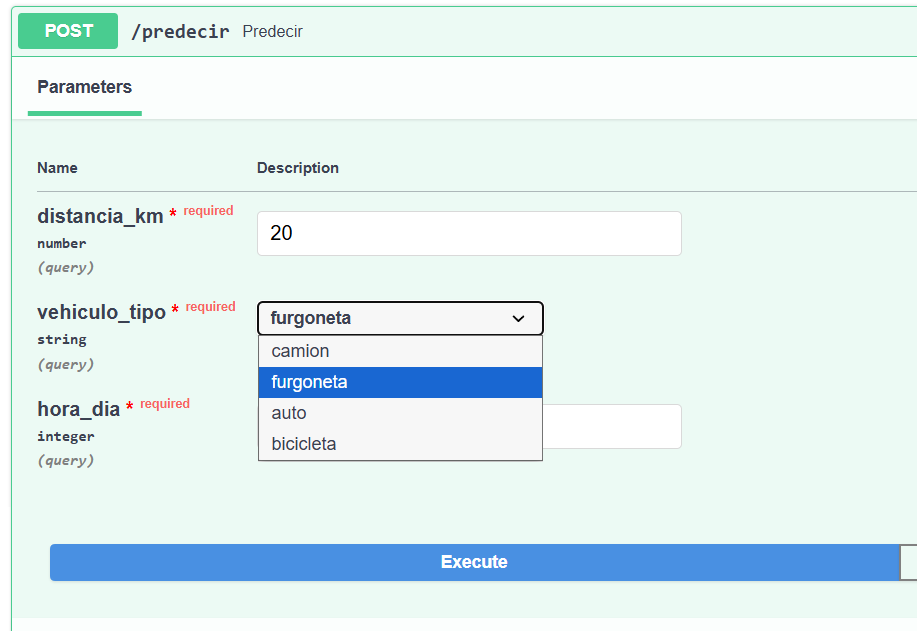 POST /predecir Predecir
Parameters
Name Description
distancia_km * required
number
(query)
20
vehiculo_tipo * required
string
(query)
furgoneta
camion
furgoneta
auto
bicicleta
hora_dia * required
integer
(query)
Execute